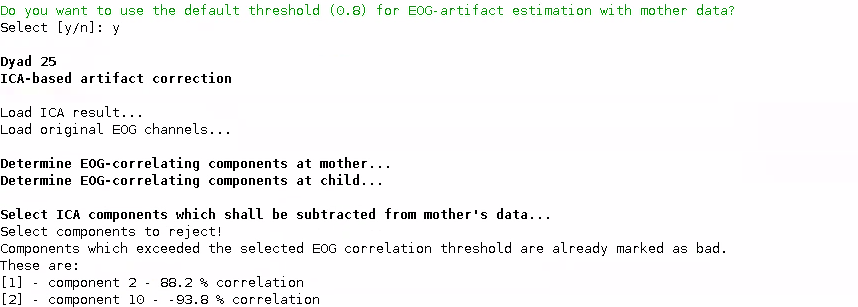 Do you want to use the default threshold (0.8) for EOG-artifact estimation with mother data?
Select [y/n]: y
Dyad 25
ICA-based artifact correction
Load ICA result...
Load original EOG channels...
Determine EOG-correlating components at mother...
Determine EOG-correlating components at child...
Select ICA components which shall be subtracted from mother's data...
Select components to reject!
Components which exceeded the selected EOG correlation threshold are already marked as bad.
These are:
[1] - component 2 - 88.2 % correlation
[2] - component 10 - -93.8 % correlation